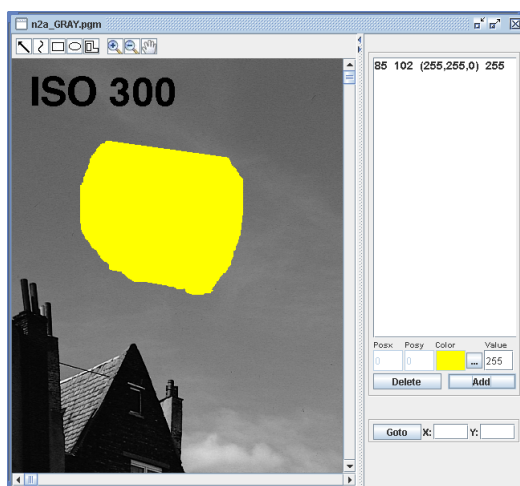 n2a_GRAY.pgm
ISO 300
85 102 (255,255,0) 255
Posx Posy Color Value
0 0 ... 255
Delete Add
Goto X: Y: